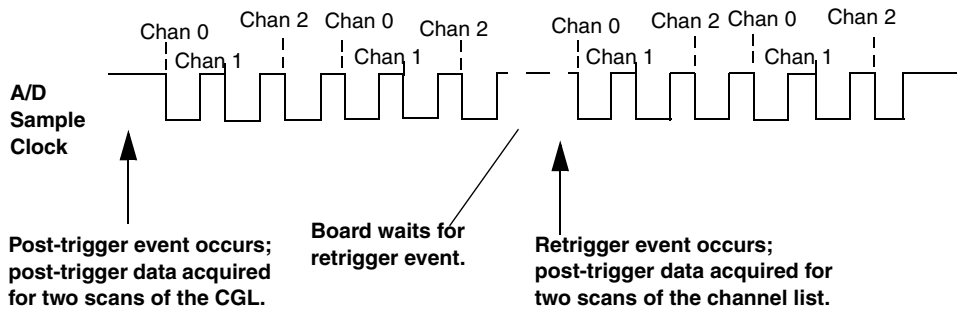 Chan 0 Chan 2 Chan 0 Chan 2 Chan 0 Chan 2 Chan 0 Chan 2
Chan 1 Chan 1 Chan 1 Chan 1
A/D
Sample
Clock
Post-trigger event occurs;
post-trigger data acquired
for two scans of the CGL.
Board waits for
retrigger event.
Retrigger event occurs;
post-trigger data acquired for
two scans of the channel list.